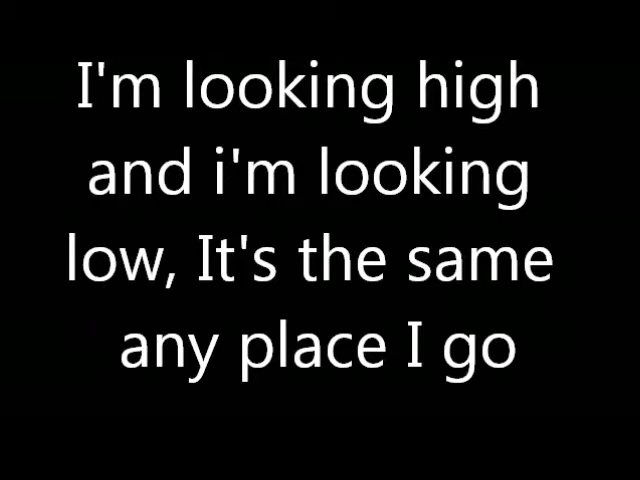 I'm looking high
and i'm looking
low, It's the same
any place I go